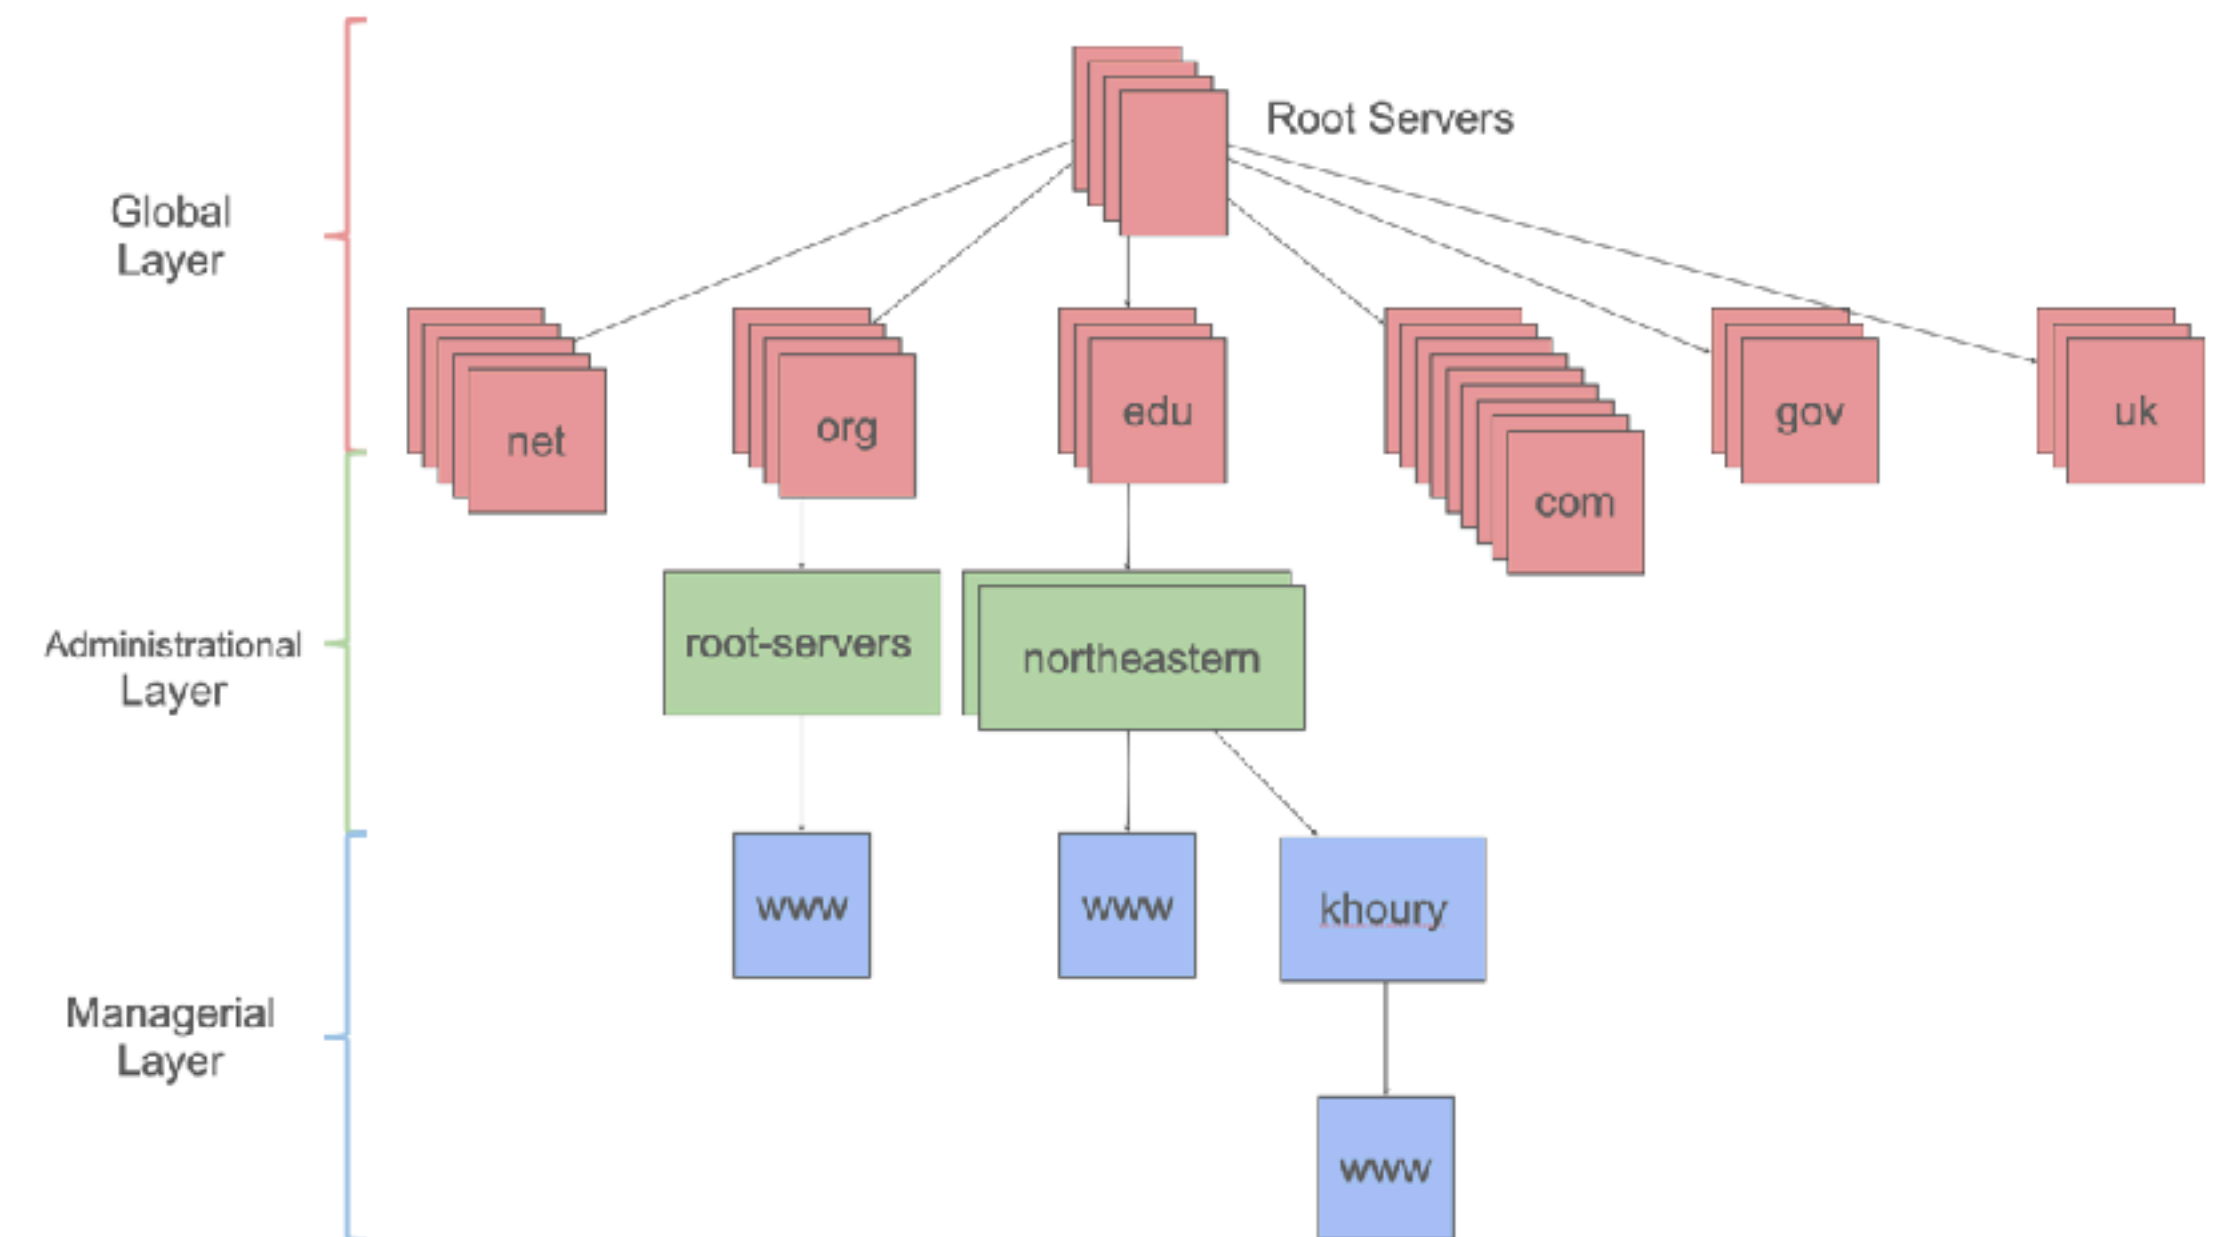 Root Servers
Global
Layer
net
org
edu
com
gov
uk
Administrational
Layer
root-servers
northeastern
www
www
khoury
Managerial
Layer
www